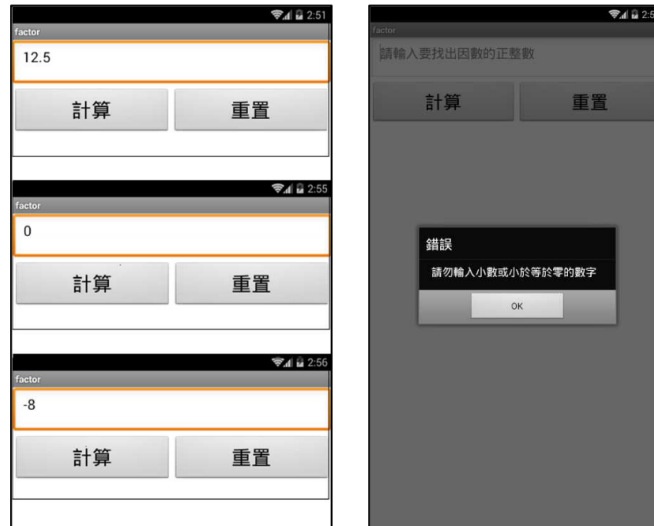 2:51
factor
12.5
計算 重置
2:55
factor
0
計算 重置
2:56
factor
-8
計算 重置
factor
請輸入要找出因數的正整數
計算 重置
錯誤
請勿輸入小數或小於等於零的數字
OK